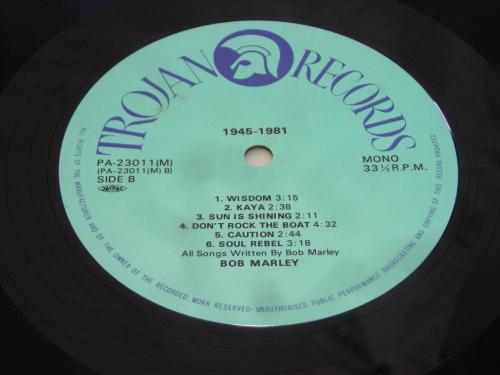 TROJAN RECORDS
1945-1981
PA-23011(M)
(PA-23011(M) B)
SIDE B
MONO
33 1/3 R.P.M.
1. WISDOM 3:15
2. KAYA 2:38
3. SUN IS SHINING 2:11
4. DON'T ROCK THE BOAT 4:32
5. CAUTION 2:44
6. SOUL REBEL 3:18
All Songs Written By Bob Marley
BOB MARLEY
ALL RIGHTS OF THE MANUFACTURER AND OF THE OWNER OF THE RECORDED WORK RESERVED-UNAUTHORISED PUBLIC PERFORMANCE BROADCASTING AND COPYING OF THIS RECORD PROHIBITED